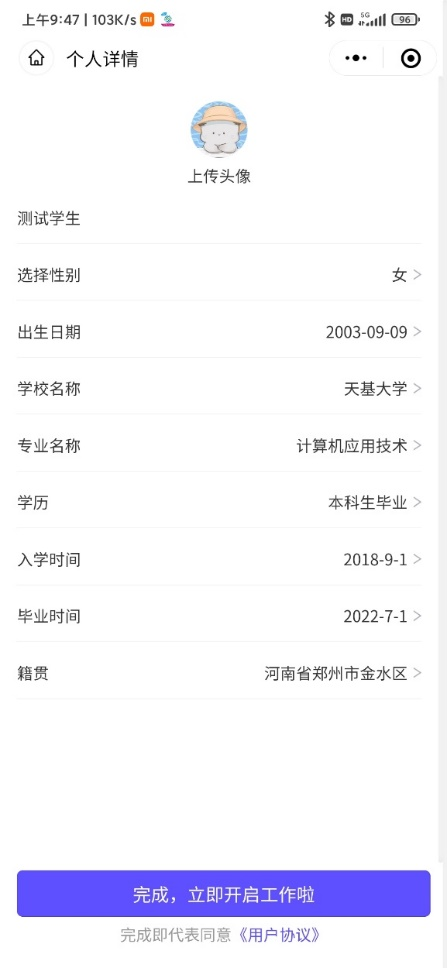 上午9:47 | 103K/s
HD 5G 96
个人详情
上传头像
测试学生
选择性别 女
出生日期 2003-09-09
学校名称 天基大学
专业名称 计算机应用技术
学历 本科生毕业
入学时间 2018-9-1
毕业时间 2022-7-1
籍贯 河南省郑州市金水区
完成，立即开启工作啦
完成即代表同意《用户协议》